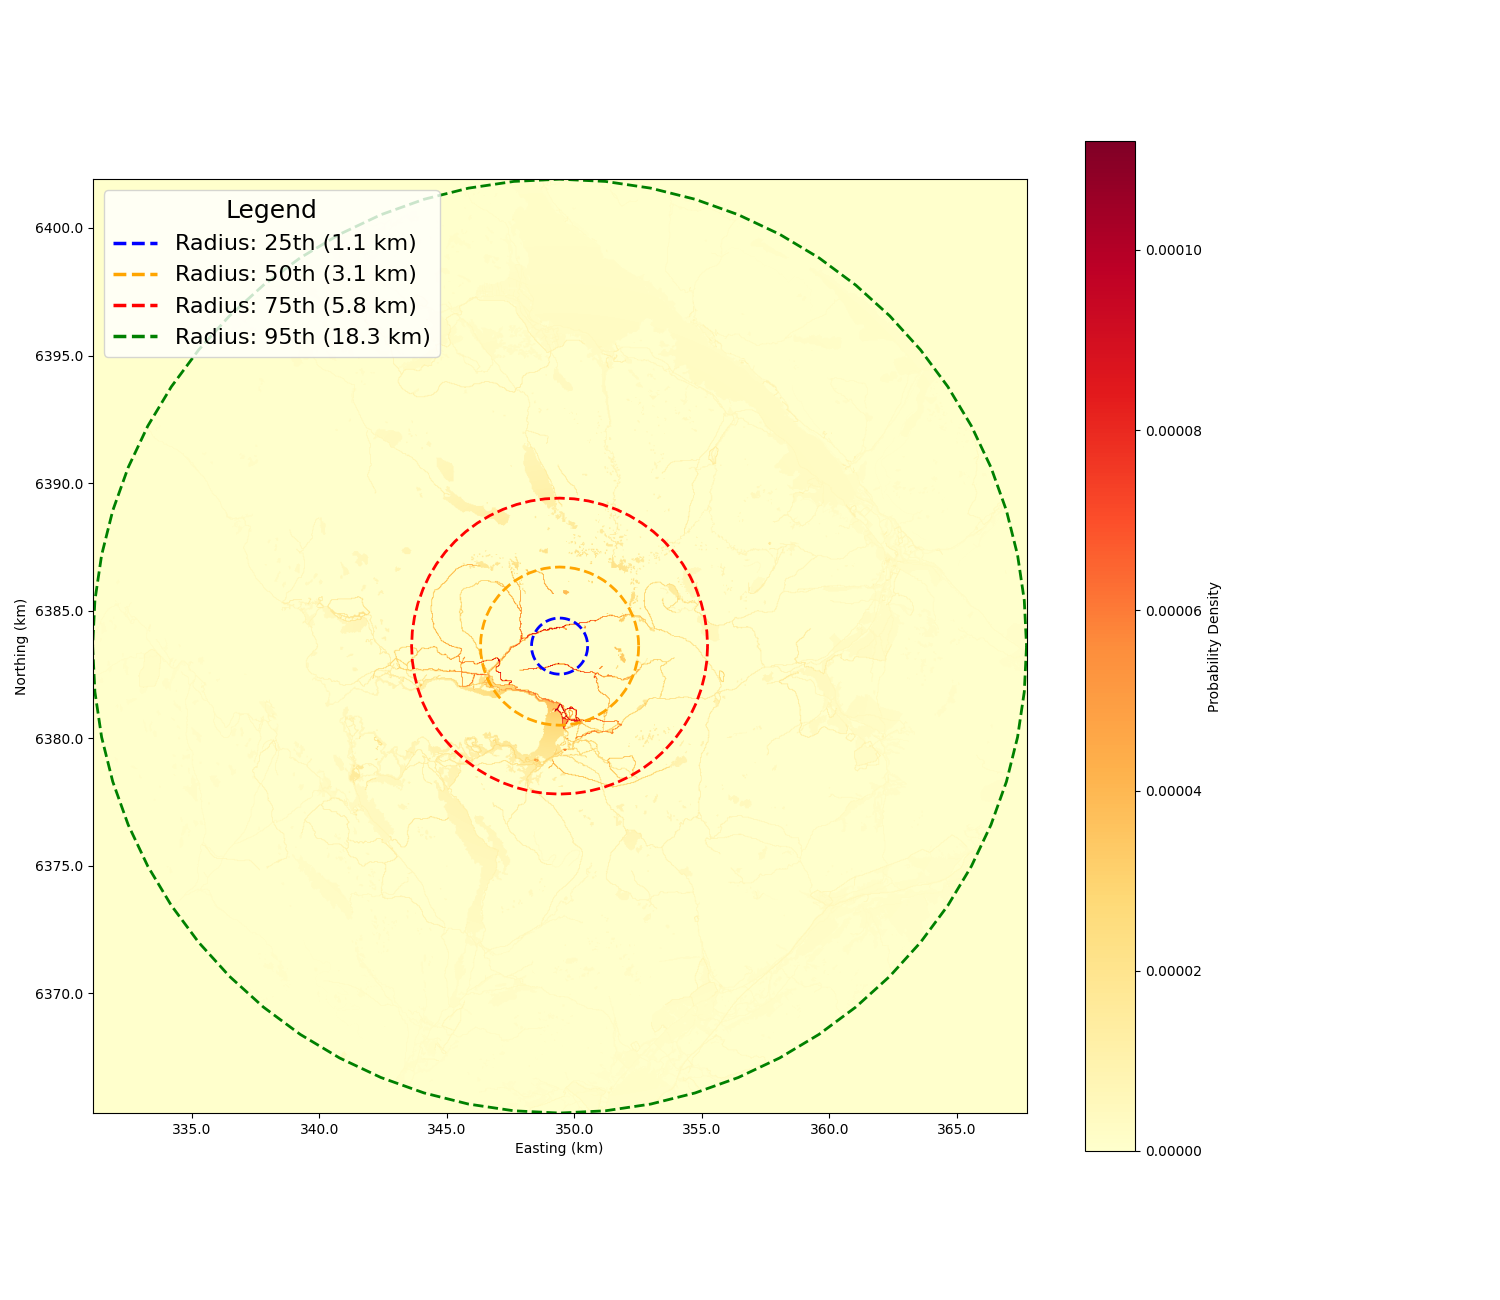 Legend
Radius: 25th (1.1 km)
Radius: 50th (3.1 km)
Radius: 75th (5.8 km)
Radius: 95th (18.3 km)
Northing (km)
6400.0
6395.0
6390.0
6385.0
6380.0
6375.0
6370.0
335.0 340.0 345.0 350.0 355.0 360.0 365.0
Easting (km)
0.00010
0.00008
0.00006
0.00004
0.00002
0.00000
Probability Density